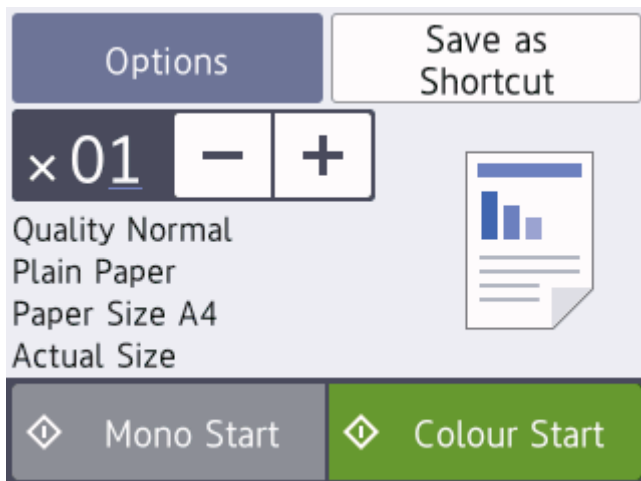 Options
Save as
Shortcut
×01
Quality Normal
Plain Paper
Paper Size A4
Actual Size
Mono Start
Colour Start